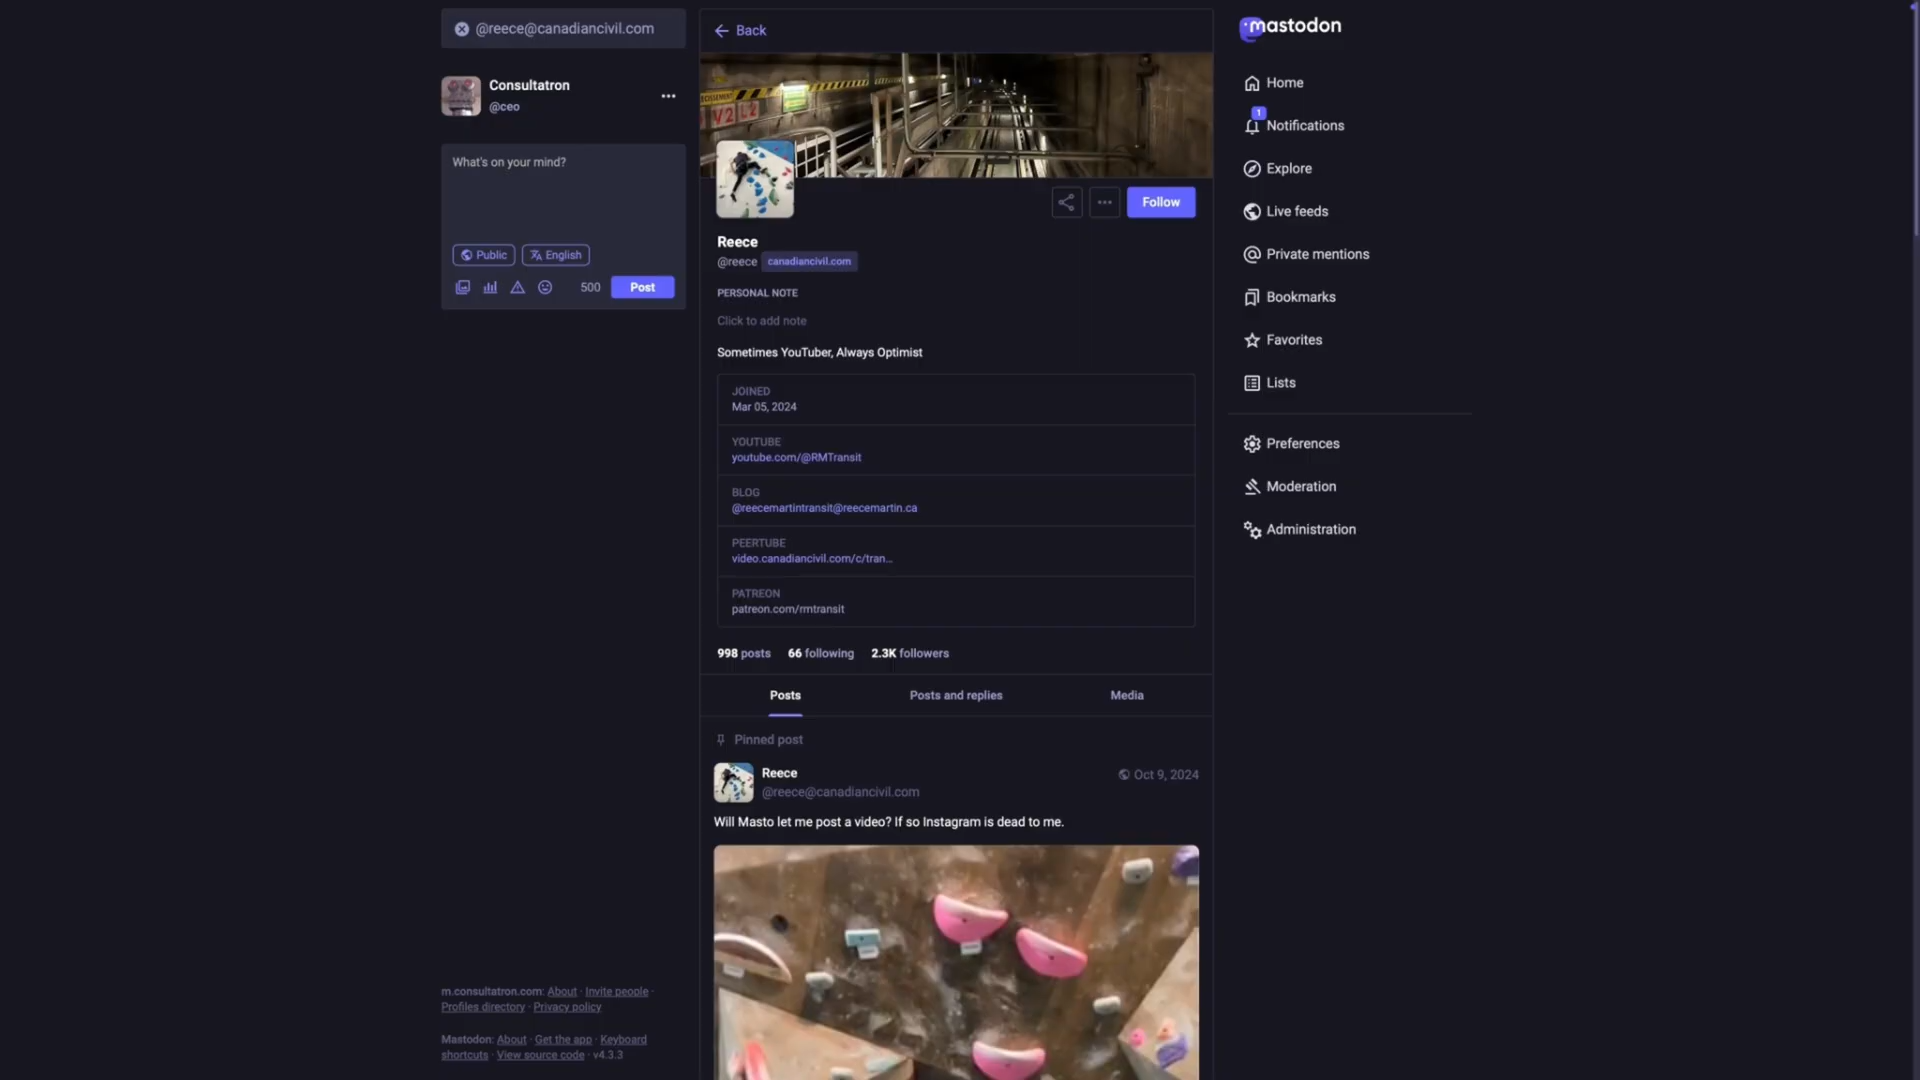 @reece@canadiancivil.com
Consultatron
@ceo
What's on your mind?
Public
English
500
Post
m.consultatron.com: About · Invite people ·
Profiles directory · Privacy policy
Mastodon: About · Get the app · Keyboard
shortcuts · View source code · v4.3.3
Back
V2 L2
Follow
Reece
@reece canadiancivil.com
PERSONAL NOTE
Click to add note
Sometimes YouTuber, Always Optimist
JOINED
Mar 05, 2024
YOUTUBE
youtube.com/@RMTransit
BLOG
@reecemartintransit@reecemartin.ca
PEERTUBE
video.canadiancivil.com/c/tran...
PATREON
patreon.com/rmtransit
998 posts 66 following 2.3K followers
Posts
Posts and replies
Media
Pinned post
Reece
Oct 9, 2024
@reece@canadiancivil.com
Will Masto let me post a video? If so Instagram is dead to me.
mastodon
Home
1
Notifications
Explore
Live feeds
Private mentions
Bookmarks
Favorites
Lists
Preferences
Moderation
Administration